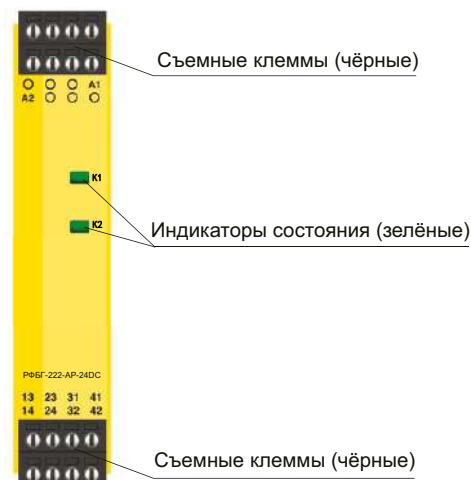 Съемные клеммы (чёрные)
A1
A2
K1
K2
Индикаторы состояния (зелёные)
РФБГ-222-АР-24DC
13 23 31 41
14 24 32 42
Съемные клеммы (чёрные)